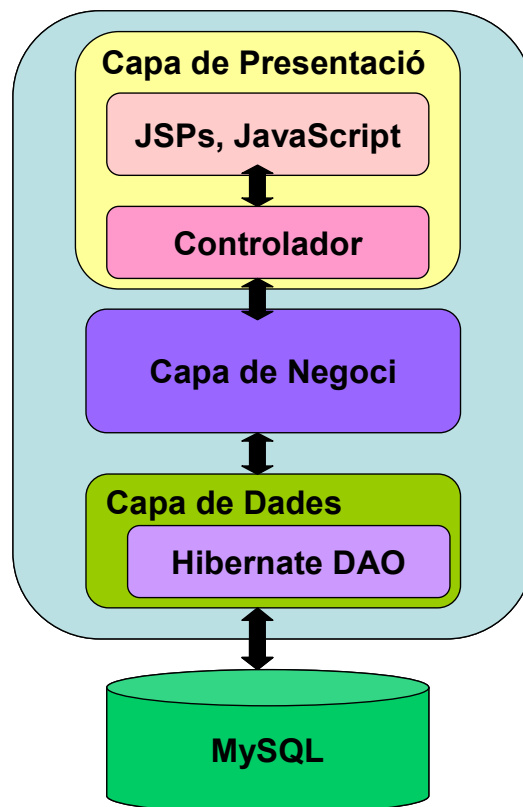 Capa de Presentació
JSPs, JavaScript
Controlador
Capa de Negoci
Capa de Dades
Hibernate DAO
MySQL